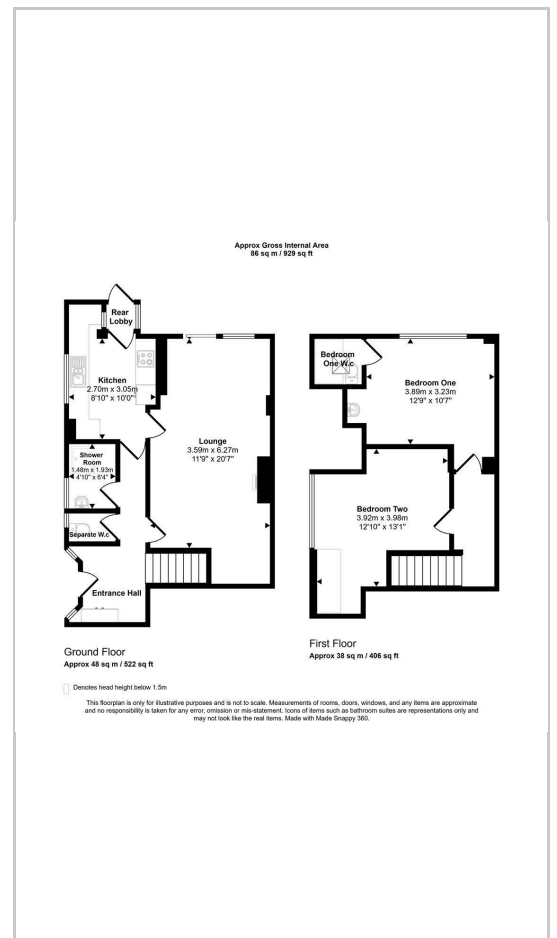 Approx Gross Internal Area
86 sq m / 929 sq ft
Rear
Lobby
Kitchen
2.70m x 3.05m
8'10" x 10'0"
Lounge
3.59m x 6.27m
11'9" x 20'7"
Shower
Room
1.48m x 1.93m
4'10" x 6'4"
Separate W.c
Entrance Hall
Ground Floor
Approx 48 sq m / 522 sq ft
Bedroom
One W.c
Bedroom One
3.89m x 3.23m
12'9" x 10'7"
Bedroom Two
3.92m x 3.98m
12'10" x 13'1"
First Floor
Approx 38 sq m / 406 sq ft
Denotes head height below 1.5m
This floorplan is only for illustrative purposes and is not to scale. Measurements of rooms, doors, windows, and any items are approximate
and no responsibility is taken for any error, omission or mis-statement. Icons of items such as bathroom suites are representations only and
may not look like the real items. Made with Made Snappy 360.